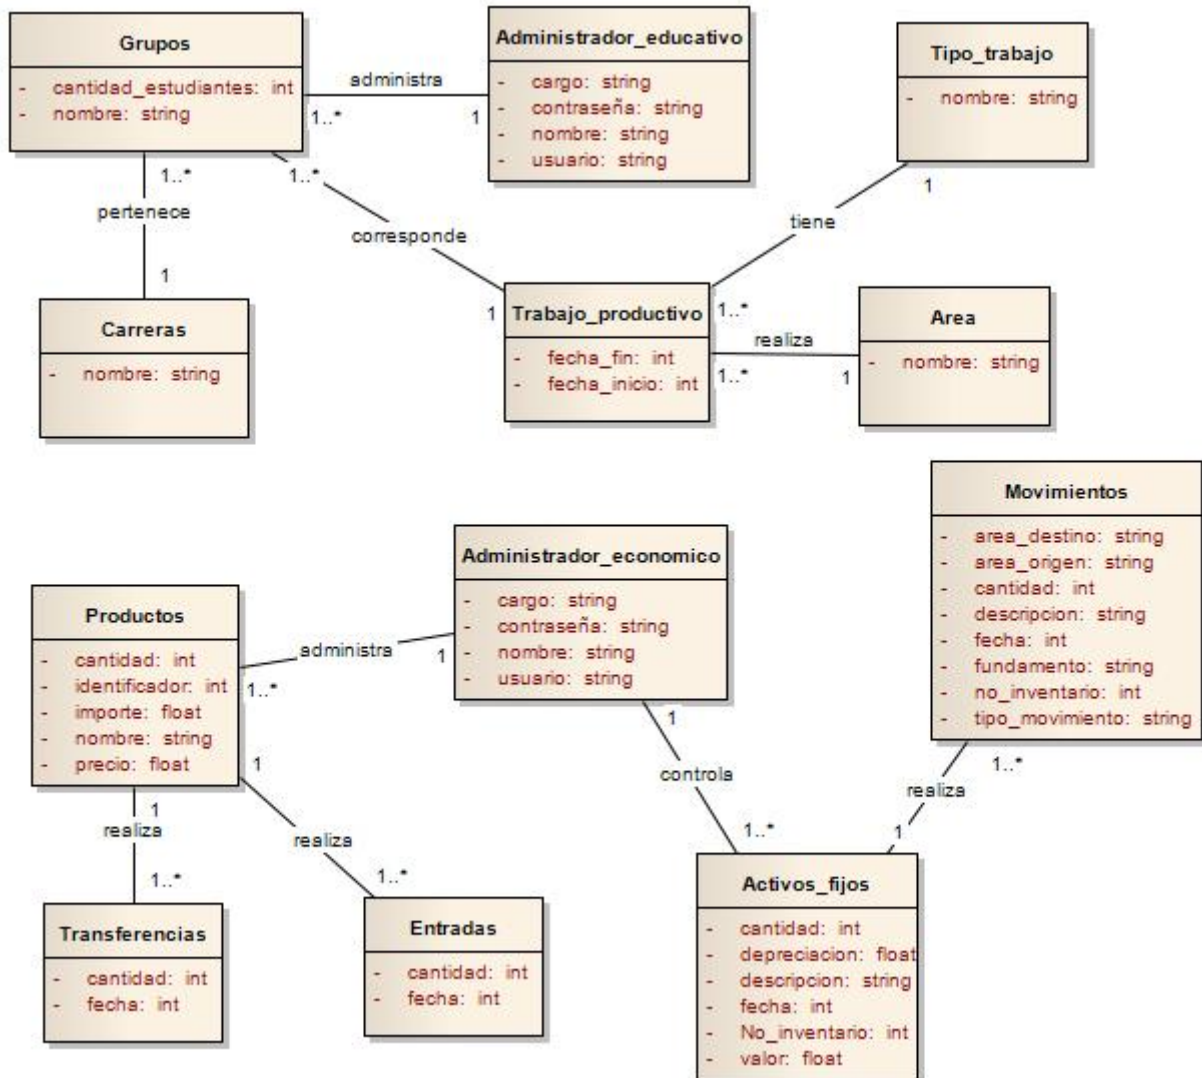 Grupos
- cantidad_estudiantes: int
- nombre: string
administra
1..*
1
Administrador_educativo
- cargo: string
- contraseña: string
- nombre: string
- usuario: string
Tipo_trabajo
- nombre: string
1..*
pertenece
1
1..*
corresponde
1
1
tiene
1..*
Carreras
- nombre: string
Trabajo_productivo
- fecha_fin: int
- fecha_inicio: int
realiza
1..*
1
Area
- nombre: string
Movimientos
- area_destino: string
- area_origen: string
- cantidad: int
- descripcion: string
- fecha: int
- fundamento: string
- no_inventario: int
- tipo_movimiento: string
Administrador_economico
- cargo: string
- contraseña: string
- nombre: string
- usuario: string
Productos
- cantidad: int
- identificador: int
- importe: float
- nombre: string
- precio: float
administra
1..*
1
1
controla
1..*
1..*
realiza
1
1
realiza
1..*
1
realiza
1..*
Transferencias
- cantidad: int
- fecha: int
Entradas
- cantidad: int
- fecha: int
Activos_fijos
- cantidad: int
- depreciacion: float
- descripcion: string
- fecha: int
- No_inventario: int
- valor: float